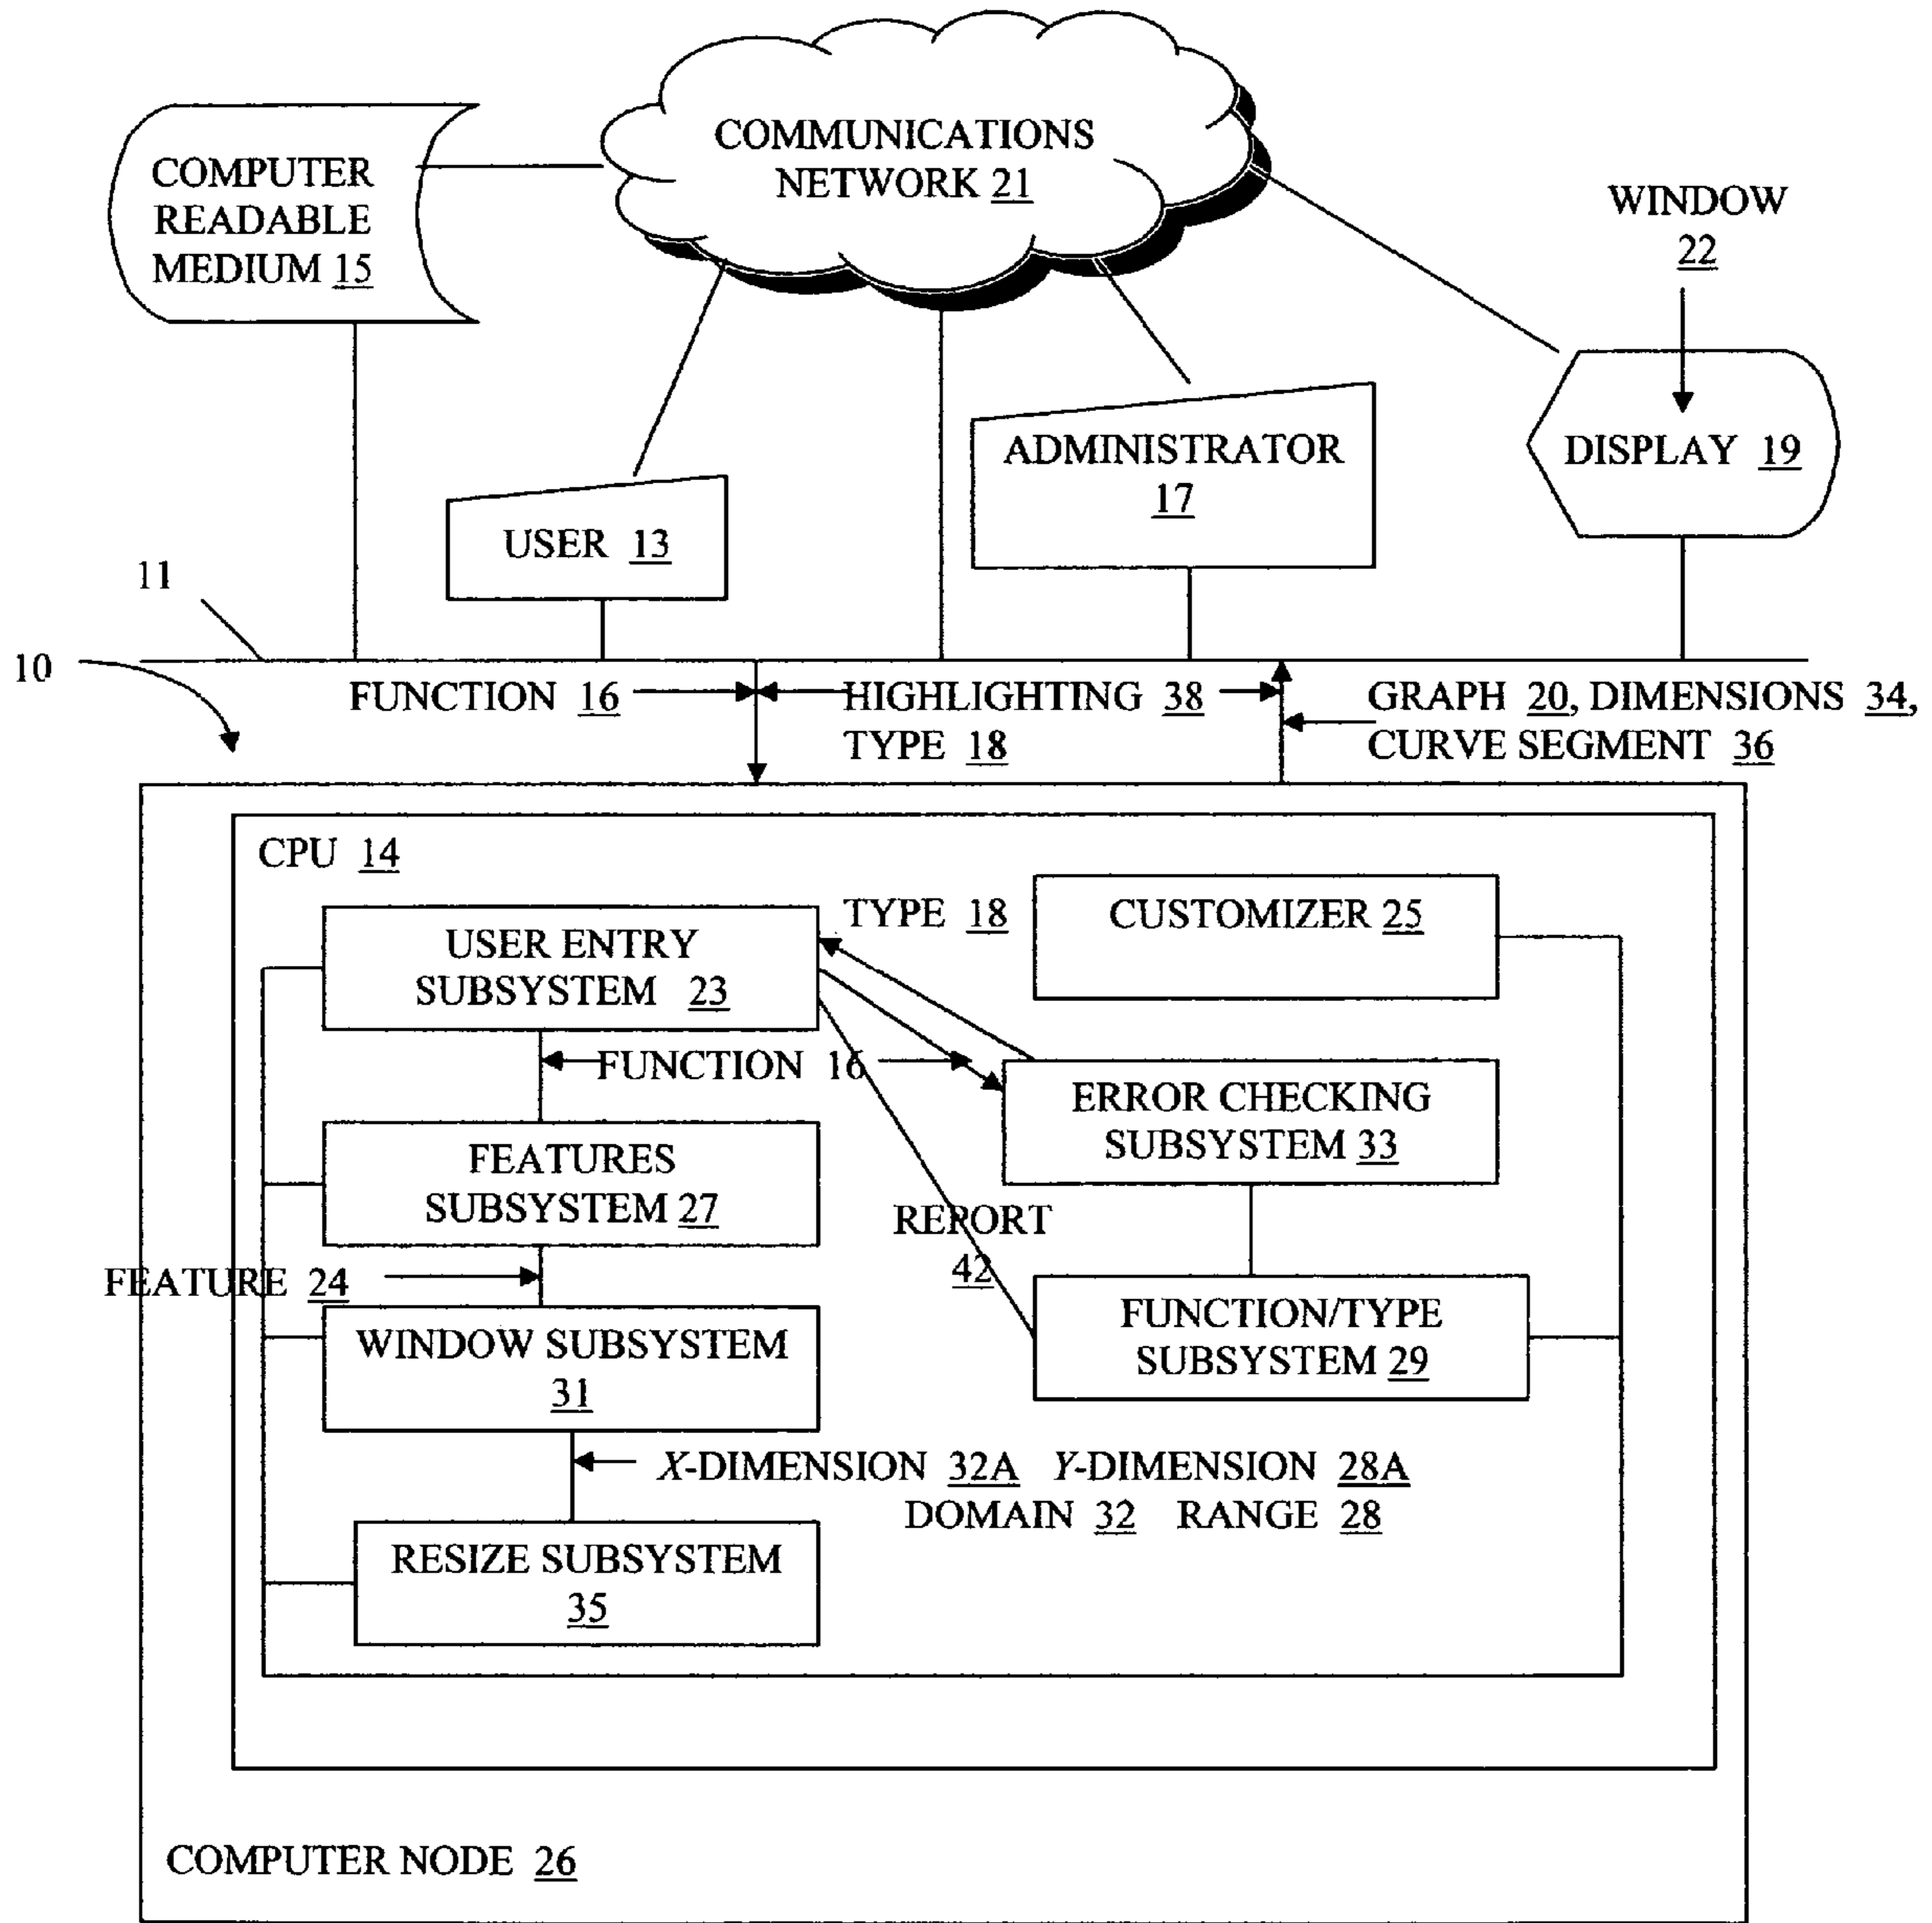 COMMUNICATIONS
NETWORK 21
COMPUTER
READABLE
MEDIUM 15
WINDOW
22
ADMINISTRATOR
17
DISPLAY 19
USER 13
11
10
FUNCTION 16
HIGHLIGHTING 38
TYPE 18
GRAPH 20, DIMENSIONS 34,
CURVE SEGMENT 36
CPU 14
USER ENTRY
SUBSYSTEM 23
TYPE 18
CUSTOMIZER 25
FUNCTION 16
ERROR CHECKING
SUBSYSTEM 33
FEATURES
SUBSYSTEM 27
REPORT
42
FEATURE 24
FUNCTION/TYPE
SUBSYSTEM 29
WINDOW SUBSYSTEM
31
X-DIMENSION 32A Y-DIMENSION 28A
DOMAIN 32 RANGE 28
RESIZE SUBSYSTEM
35
COMPUTER NODE 26